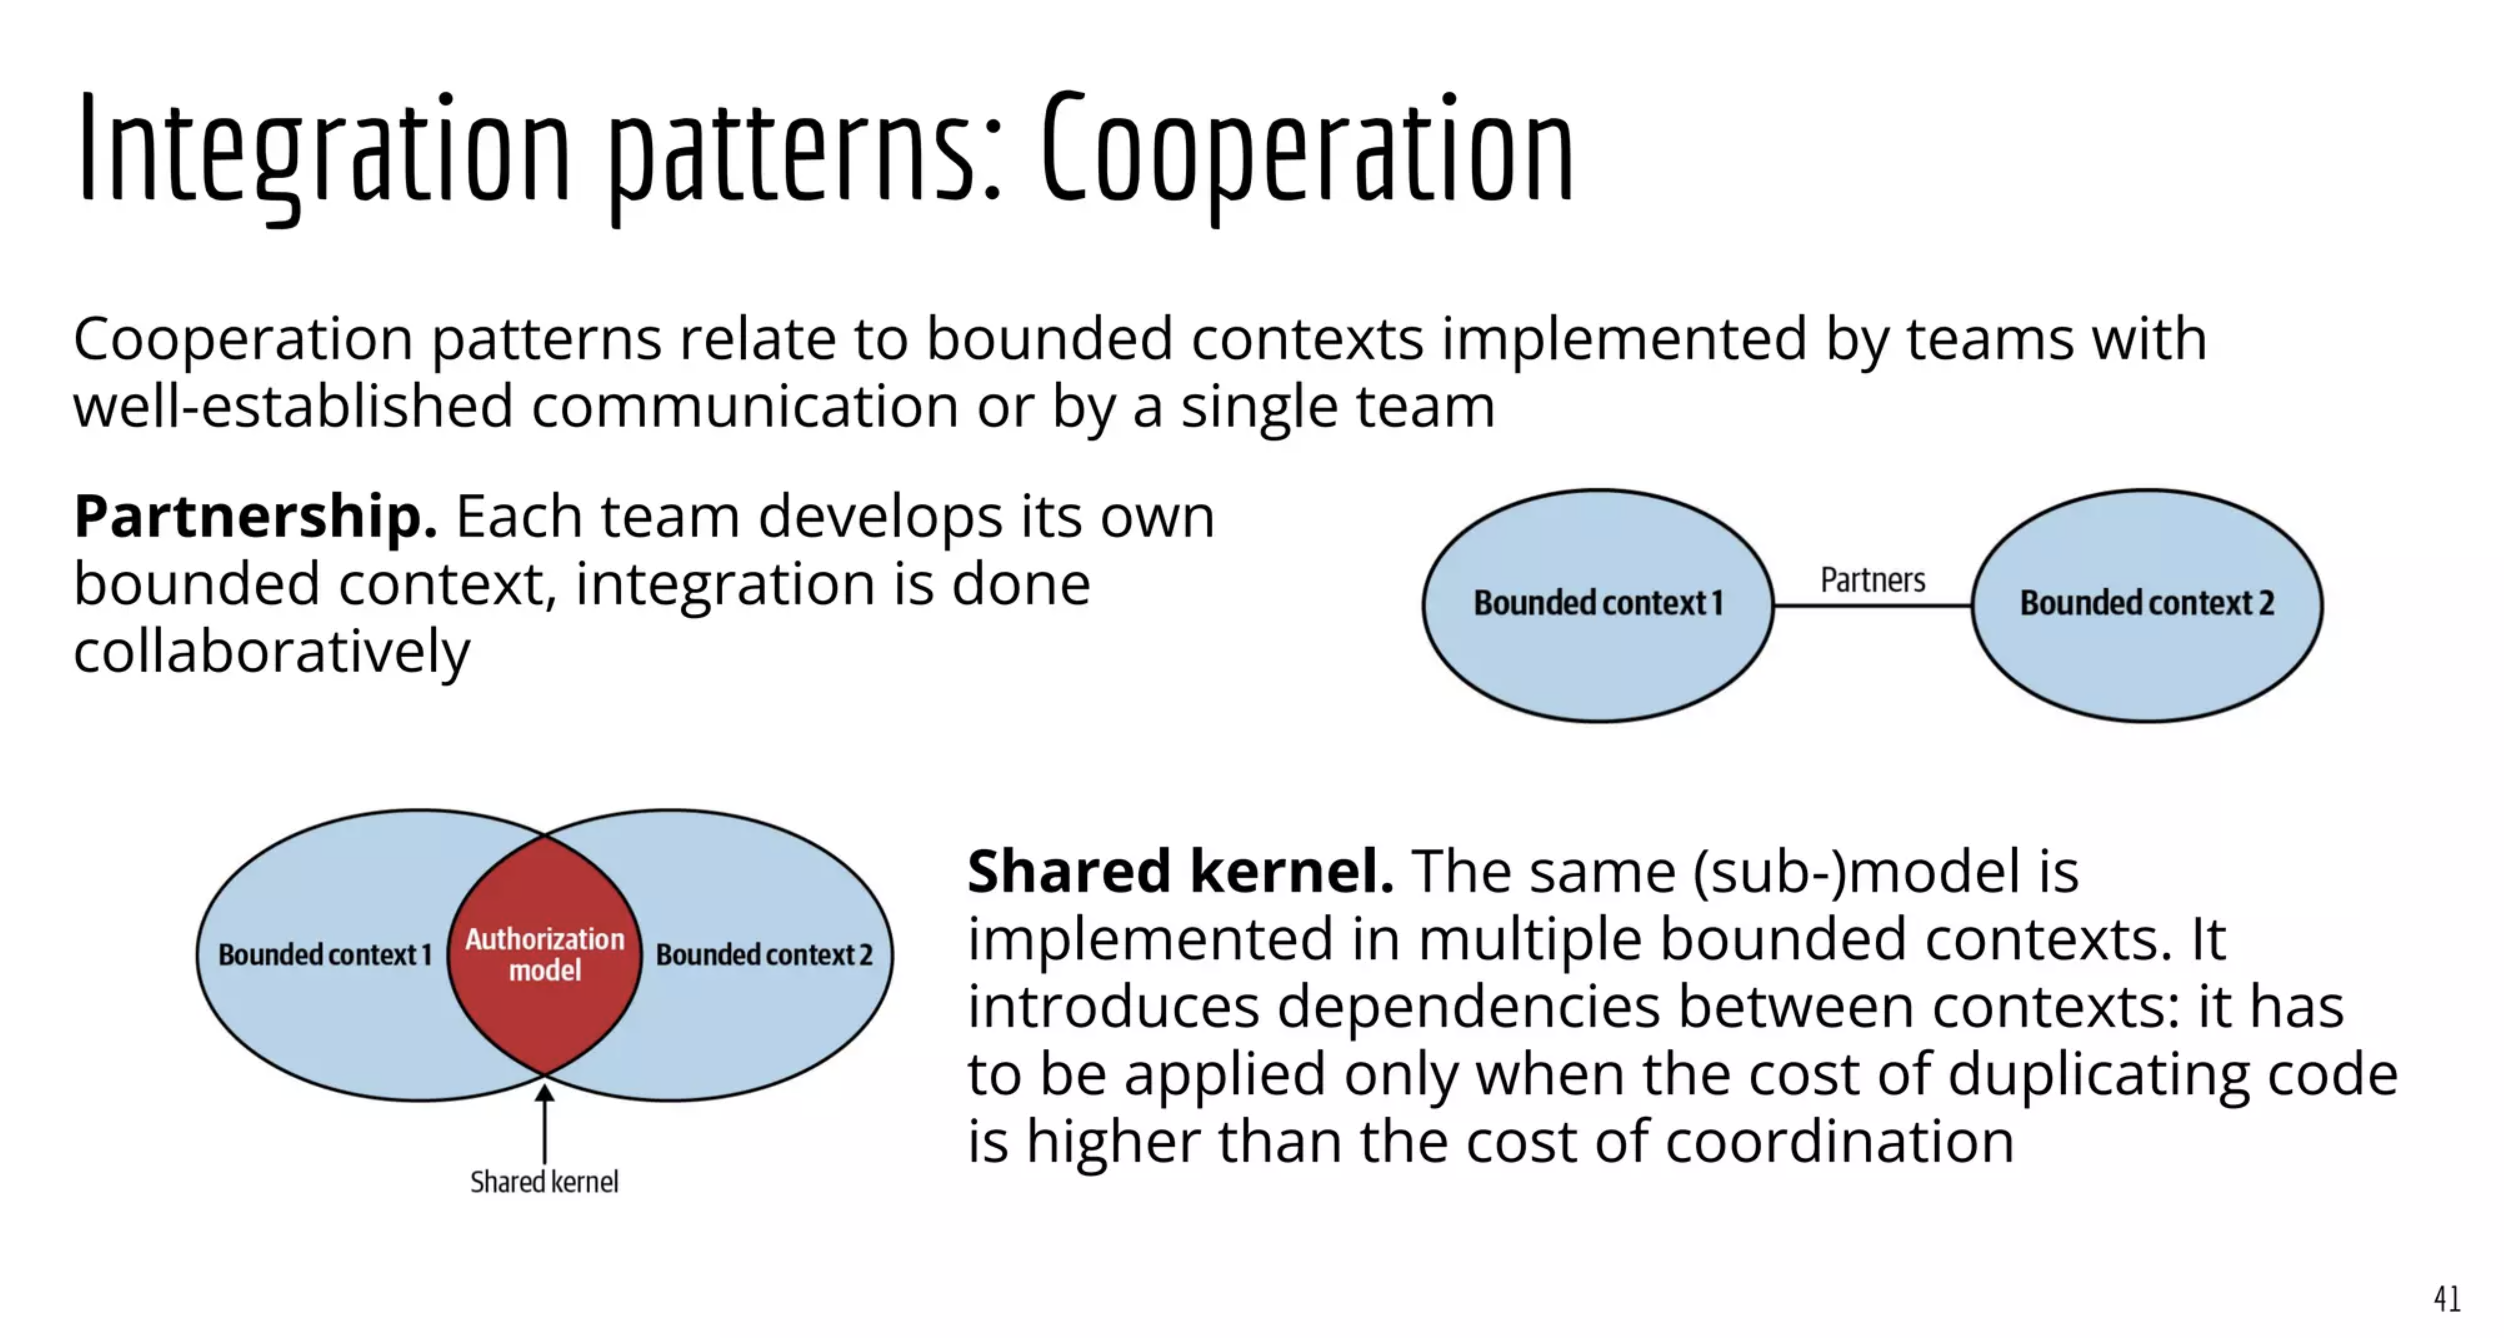 Integration patterns: Cooperation
Cooperation patterns relate to bounded contexts implemented by teams with
well-established communication or by a single team
Partnership. Each team develops its own
bounded context, integration is done
collaboratively
Bounded context 1
Partners
Bounded context 2
Bounded context 1
Authorization
model
Bounded context 2
Shared kernel
Shared kernel. The same (sub-)model is
implemented in multiple bounded contexts. It
introduces dependencies between contexts: it has
to be applied only when the cost of duplicating code
is higher than the cost of coordination
41